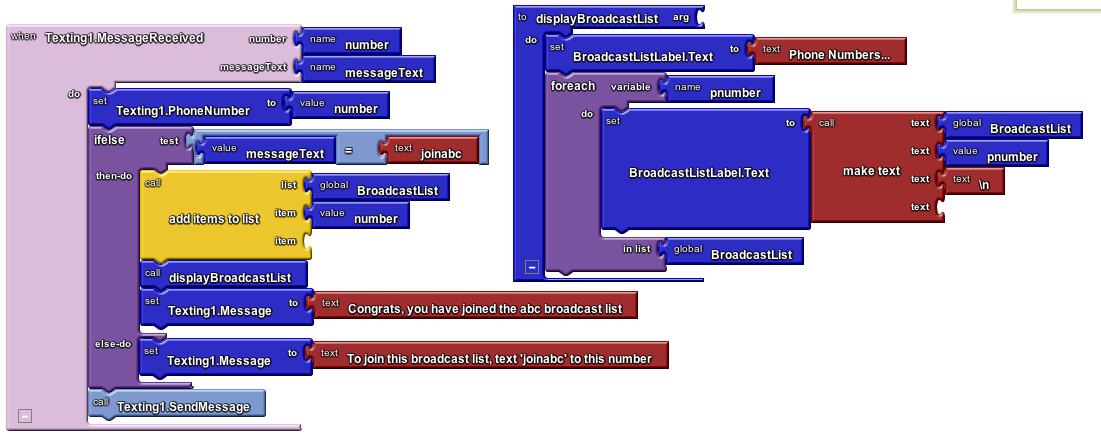 when Texting1.MessageReceived number name number
messageText name messageText
do set Texting1.PhoneNumber to value number
ifelse test value messageText = text joinabc
then-do call add items to list list global BroadcastList
item value number
item
call displayBroadcastList
set Texting1.Message to text Congrats, you have joined the abc broadcast list
else-do set Texting1.Message to text To join this broadcast list, text 'joinabc' to this number
call Texting1.SendMessage
to displayBroadcastList arg
do set BroadcastListLabel.Text to text Phone Numbers...
foreach variable name pnumber
do set BroadcastListLabel.Text to call make text text global BroadcastList
text value pnumber
text text \n
text
in list global BroadcastList